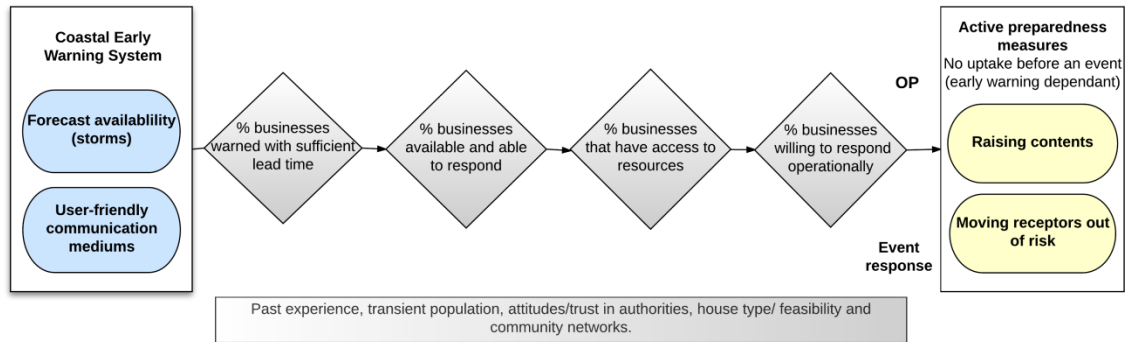 Coastal Early
Warning System
Forecast availablility
(storms)
User-friendly
communication
mediums
% businesses
warned with sufficient
lead time
% businesses
available and able
to respond
% businesses
that have access to
resources
% businesses
willing to respond
operationally
OP
Event
response
Active preparedness
measures
No uptake before an event
(early warning dependant)
Raising contents
Moving receptors out
of risk
Past experience, transient population, attitudes/trust in authorities, house type/ feasibility and
community networks.